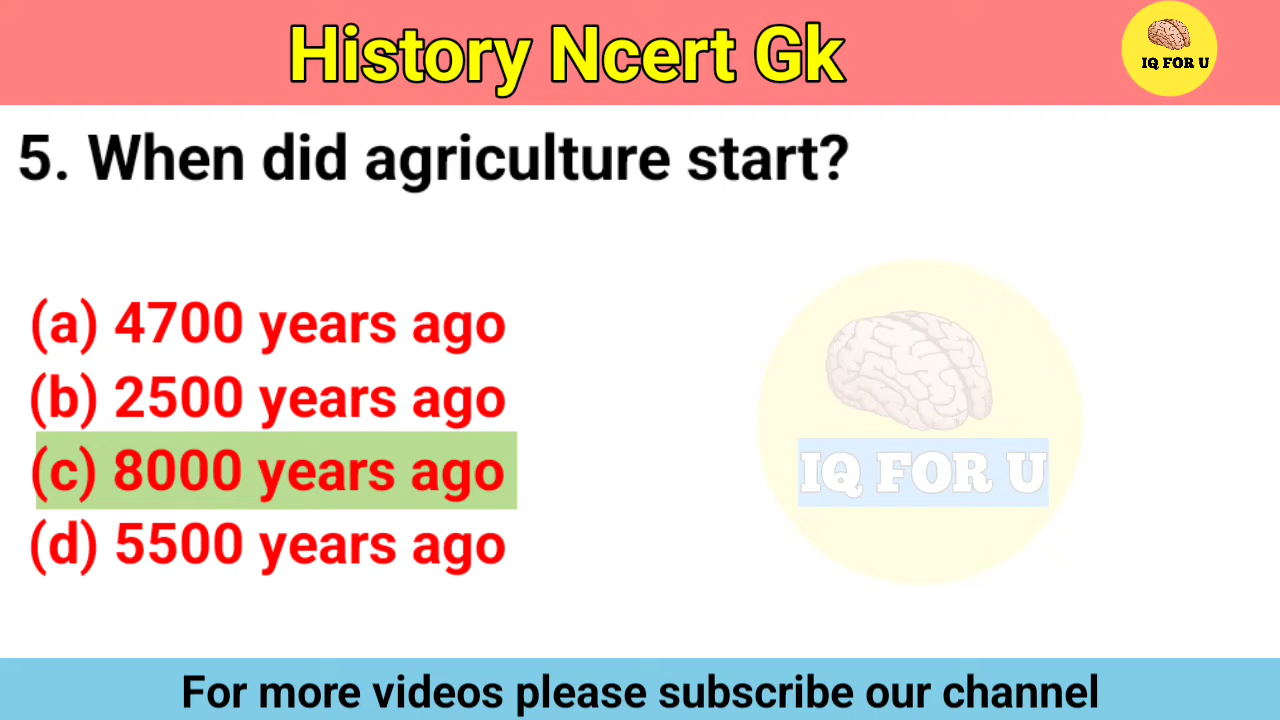 History Ncert Gk
IQ FOR U
5. When did agriculture start?
(a) 4700 years ago
(b) 2500 years ago
(c) 8000 years ago
(d) 5500 years ago
IQ FOR U
For more videos please subscribe our channel